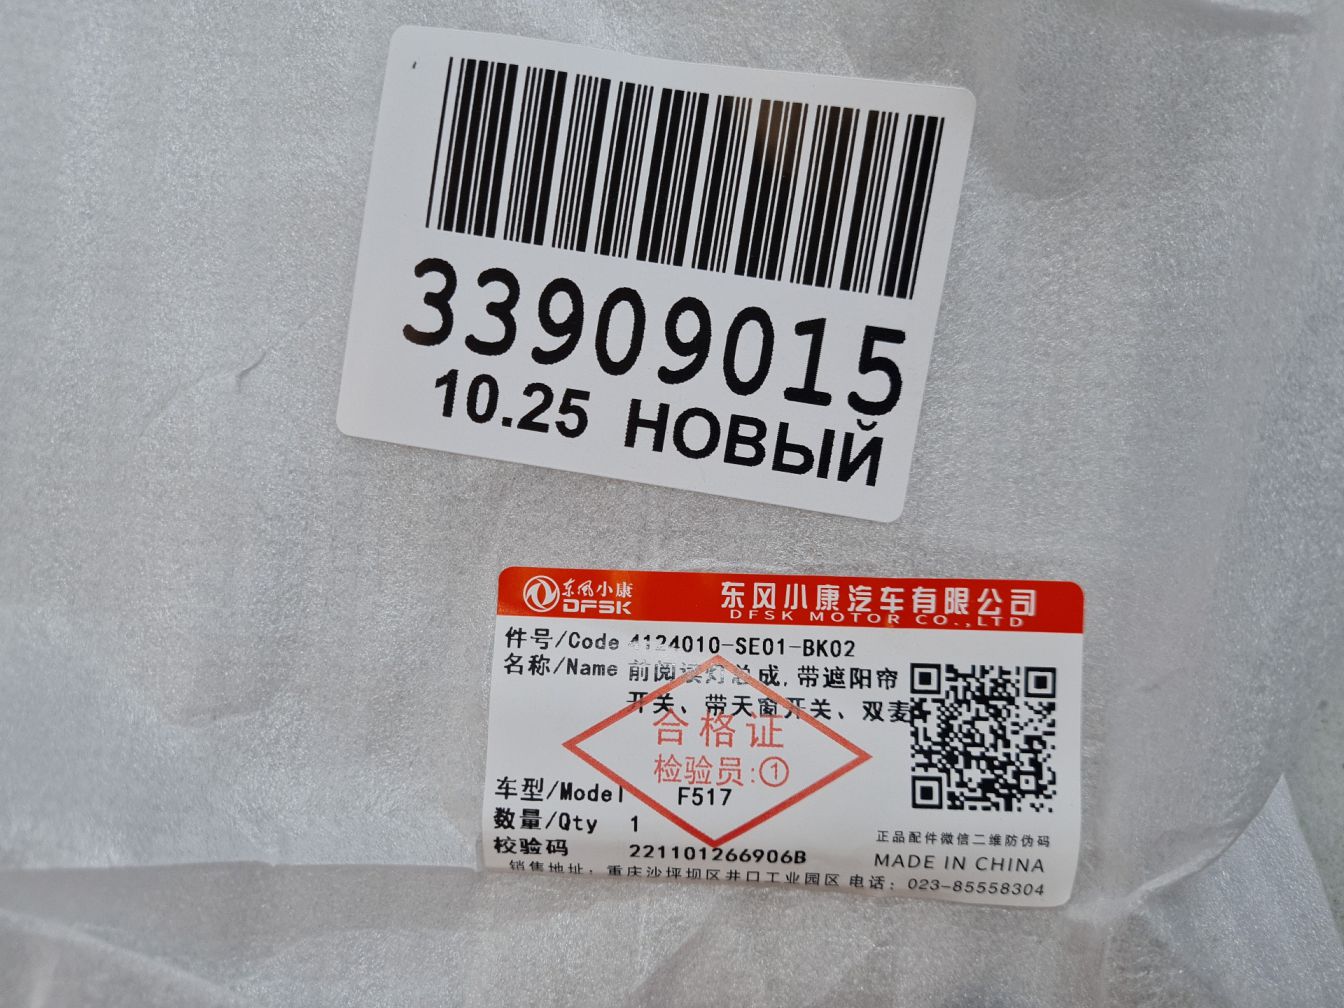 33909015
10.25 НОВЫЙ
东风小康
DFSK
东风小康汽车有限公司
DFSK MOTOR CO.,LTD
件号/Code 4124010-SE01-BK02
名称/Name 前阅读灯总成,带遮阳帘
开关、带天窗开关、双麦
合格证
检验员:①
车型/Model F517
数量/Qty 1
校验码 221101266906B
正品配件微信二维防伪码
MADE IN CHINA
销售地址: 重庆沙坪坝区井口工业园区 电话: 023-85558304